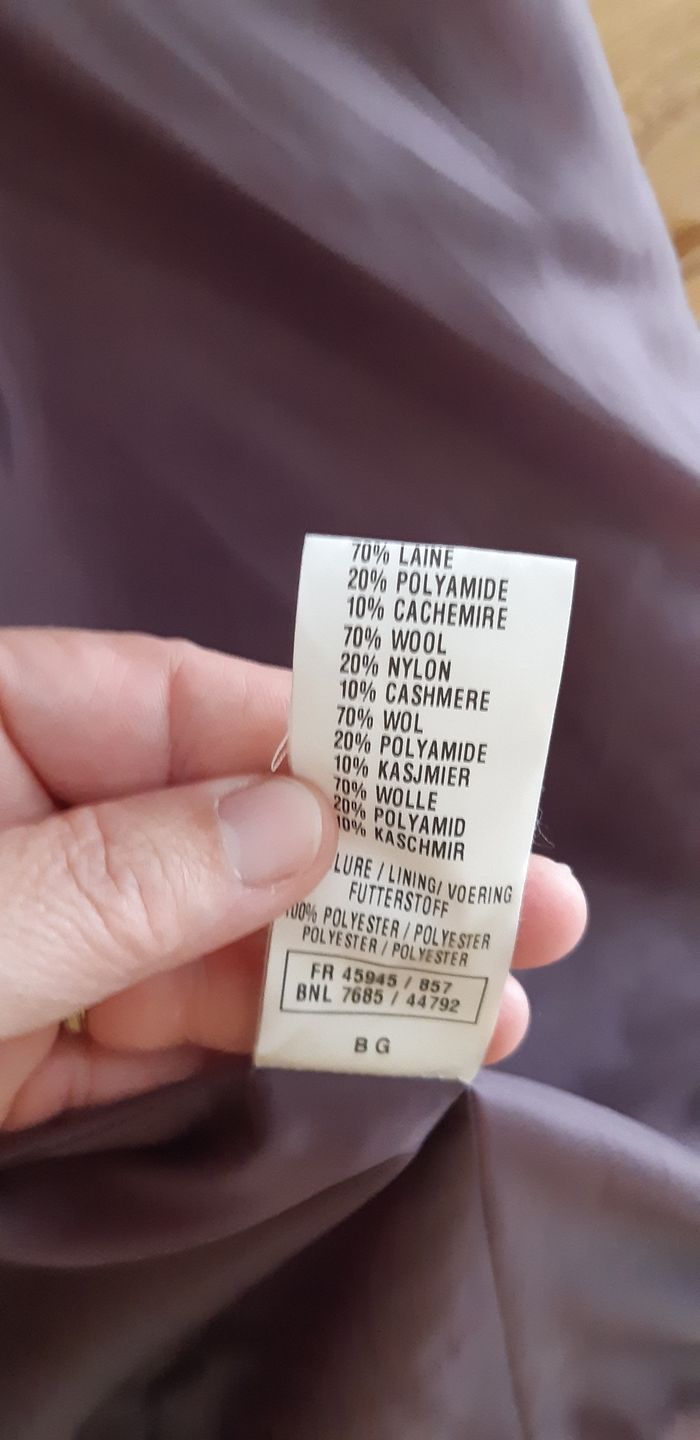 70% LAINE
20% POLYAMIDE
10% CACHEMIRE
70% WOOL
20% NYLON
10% CASHMERE
70% WOL
20% POLYAMIDE
10% KASJMIER
70% WOLLE
20% POLYAMID
10% KASCHMIR
LURE / LINING/ VOERING
FUTTERSTOFF
100% POLYESTER / POLYESTER
POLYESTER / POLYESTER
FR 45945 / 857
BNL 7685 / 44792
BG